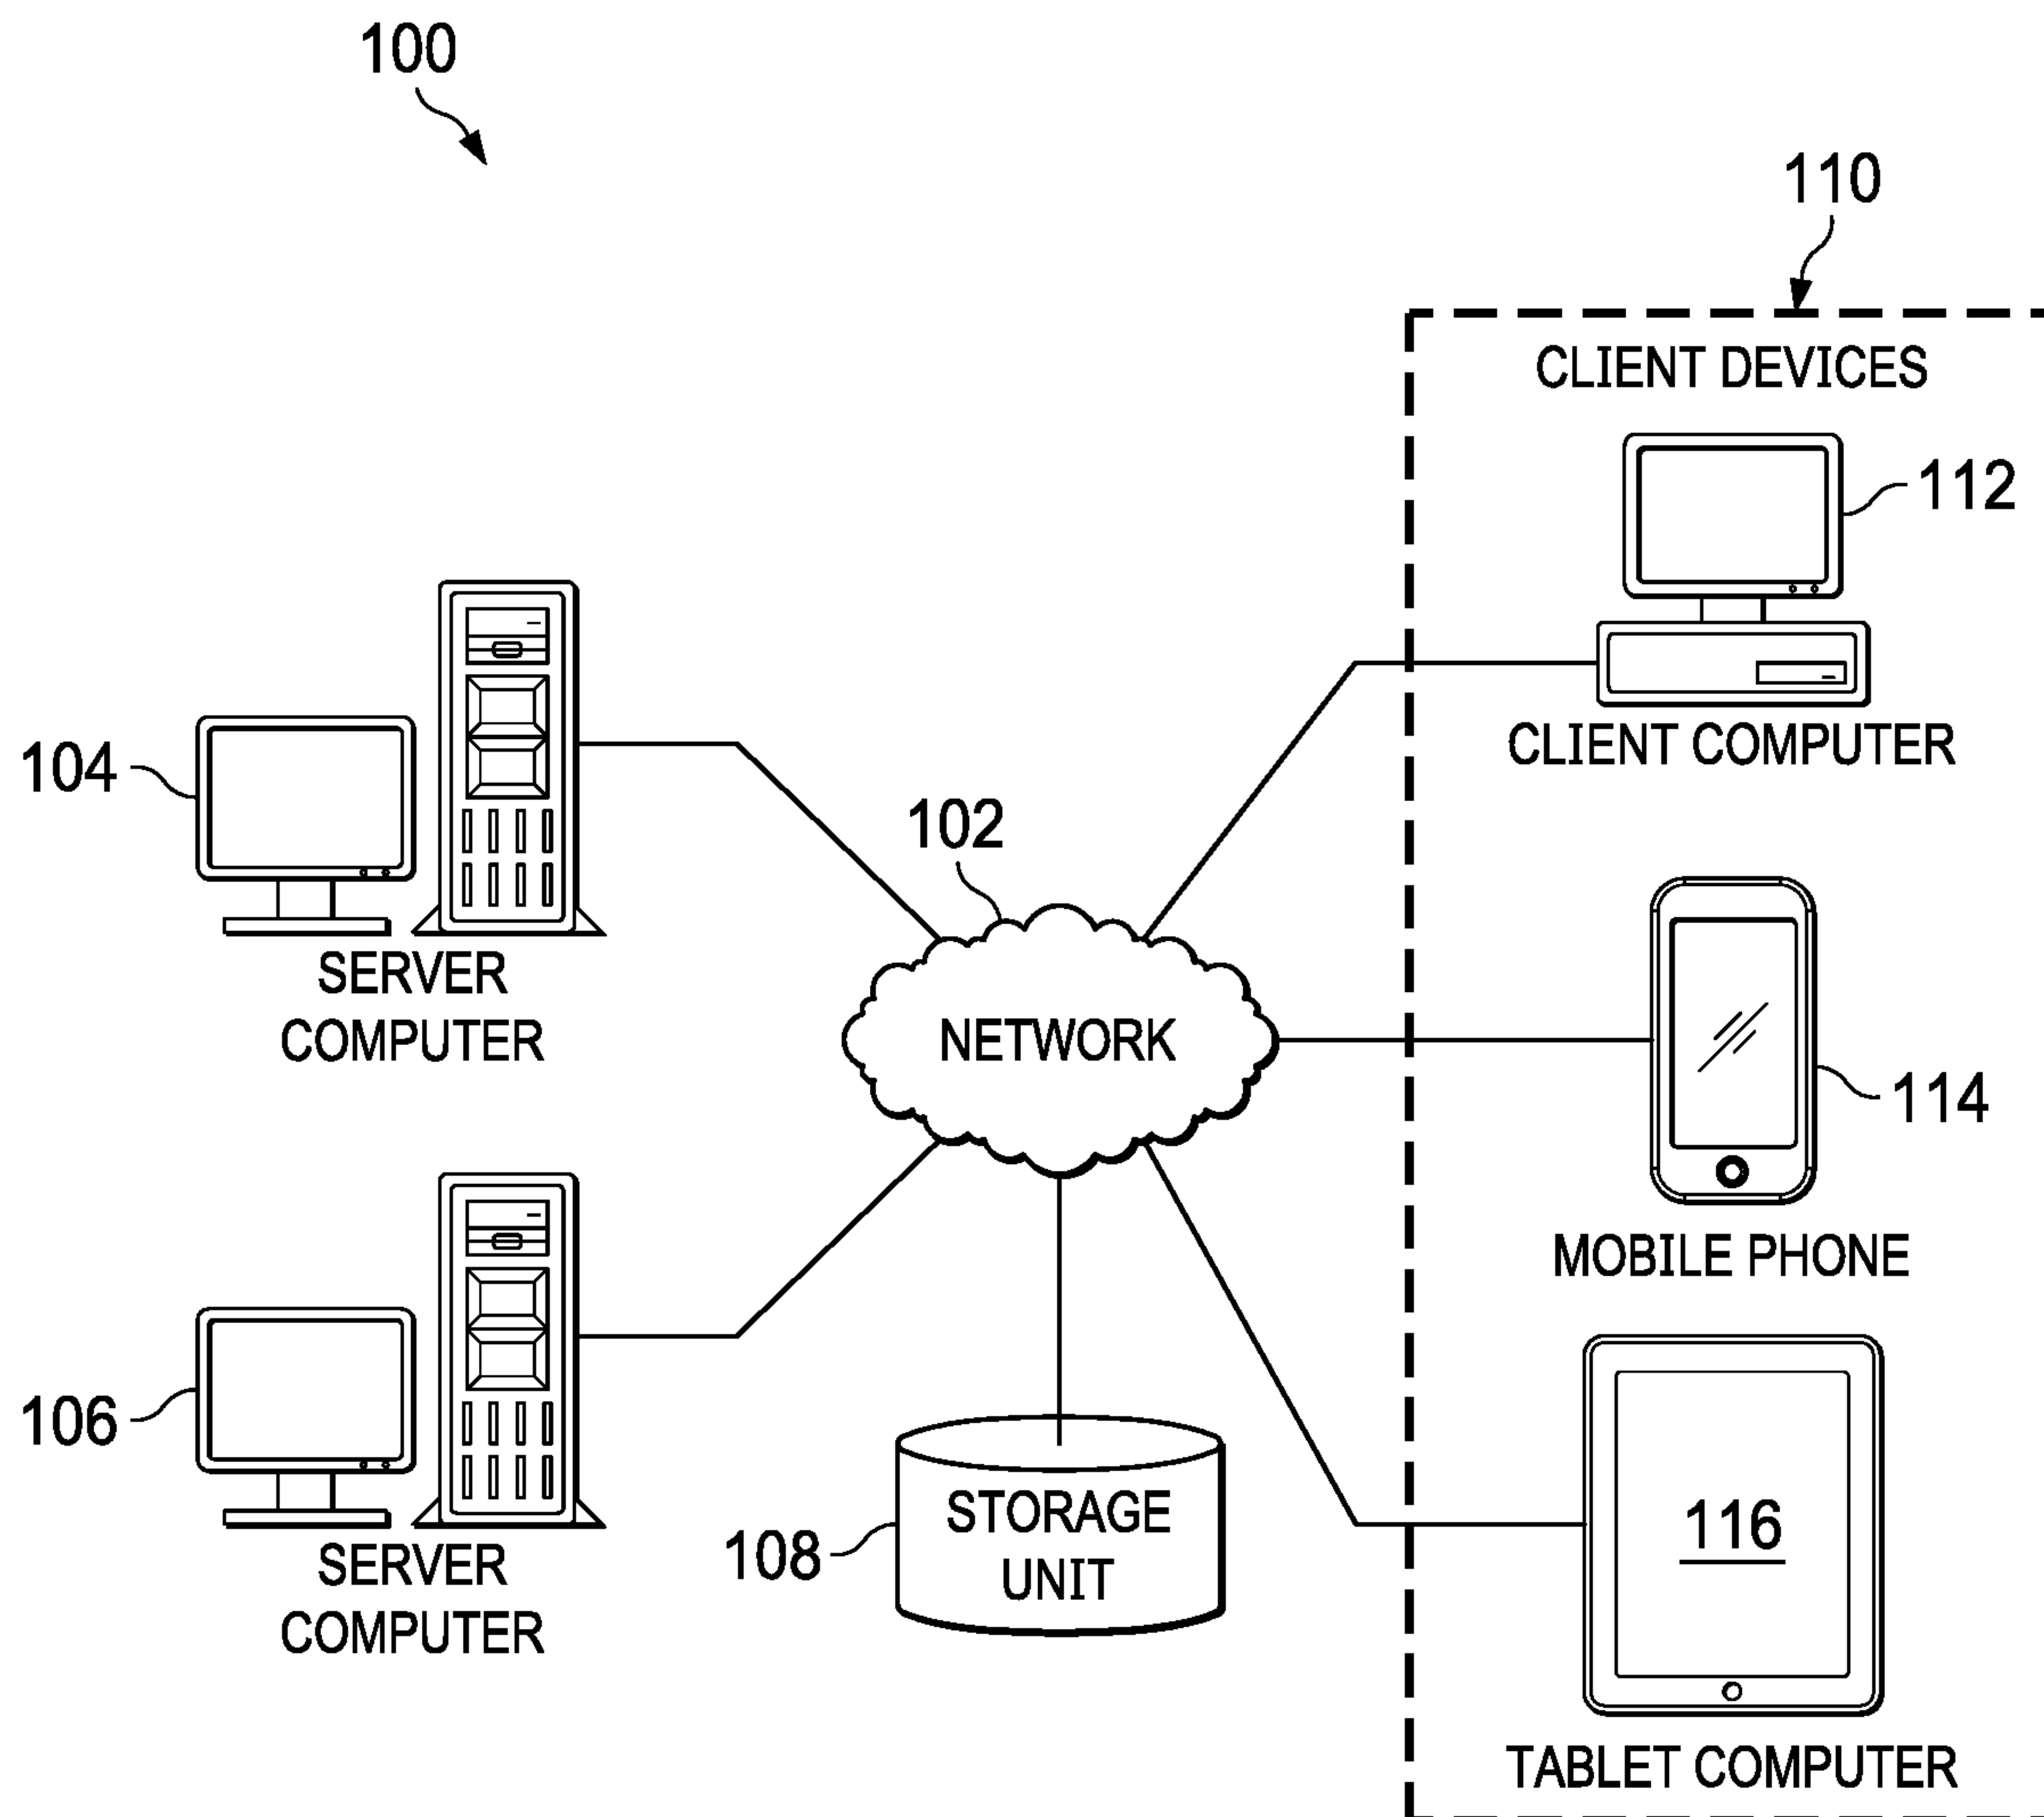 100
110
CLIENT DEVICES
112
CLIENT COMPUTER
104
SERVER
COMPUTER
102
NETWORK
114
MOBILE PHONE
106
SERVER
COMPUTER
108
STORAGE
UNIT
116
TABLET COMPUTER